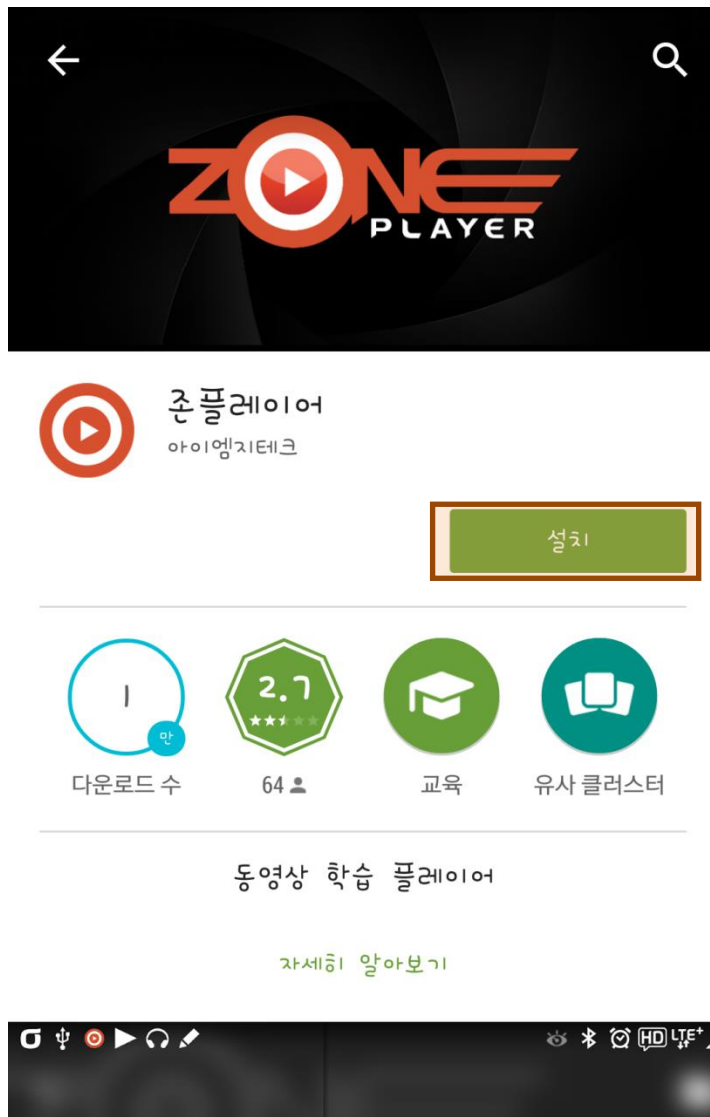 ZONE
PLAYER
존플레이어
아이엠지테크
설치
1
만
2.7
다운로드 수
64
교육
유사 클러스터
동영상 학습 플레이어
자세히 알아보기
HD LTE+